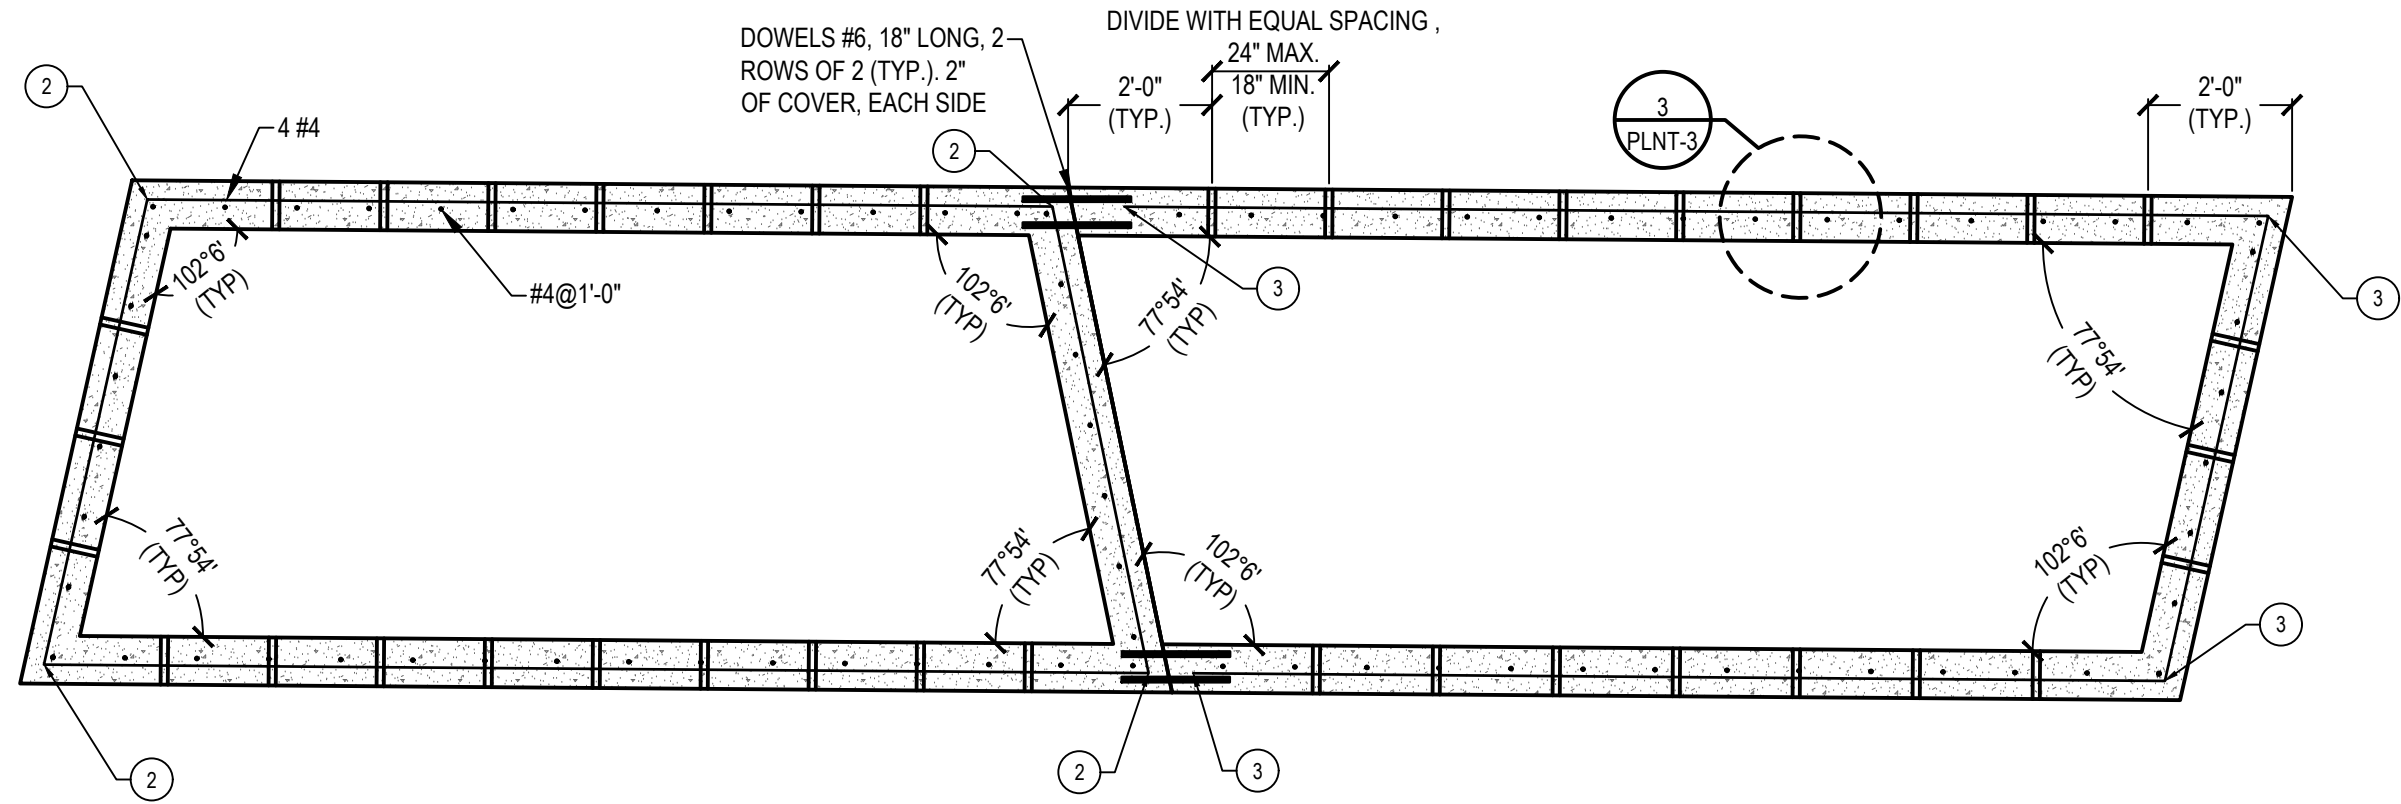 DOWELS #6, 18" LONG, 2
ROWS OF 2 (TYP.). 2"
OF COVER, EACH SIDE
DIVIDE WITH EQUAL SPACING ,
24" MAX.
18" MIN.
(TYP.)
2'-0"
(TYP.)
3
PLNT-3
2'-0"
(TYP.)
2
4 #4
2
#4@1'-0"
3
3
102°6'
(TYP)
102°6'
(TYP)
77°54'
(TYP)
77°54'
(TYP)
77°54'
(TYP)
77°54'
(TYP)
102°6'
(TYP)
102°6'
(TYP)
3
2
2
3